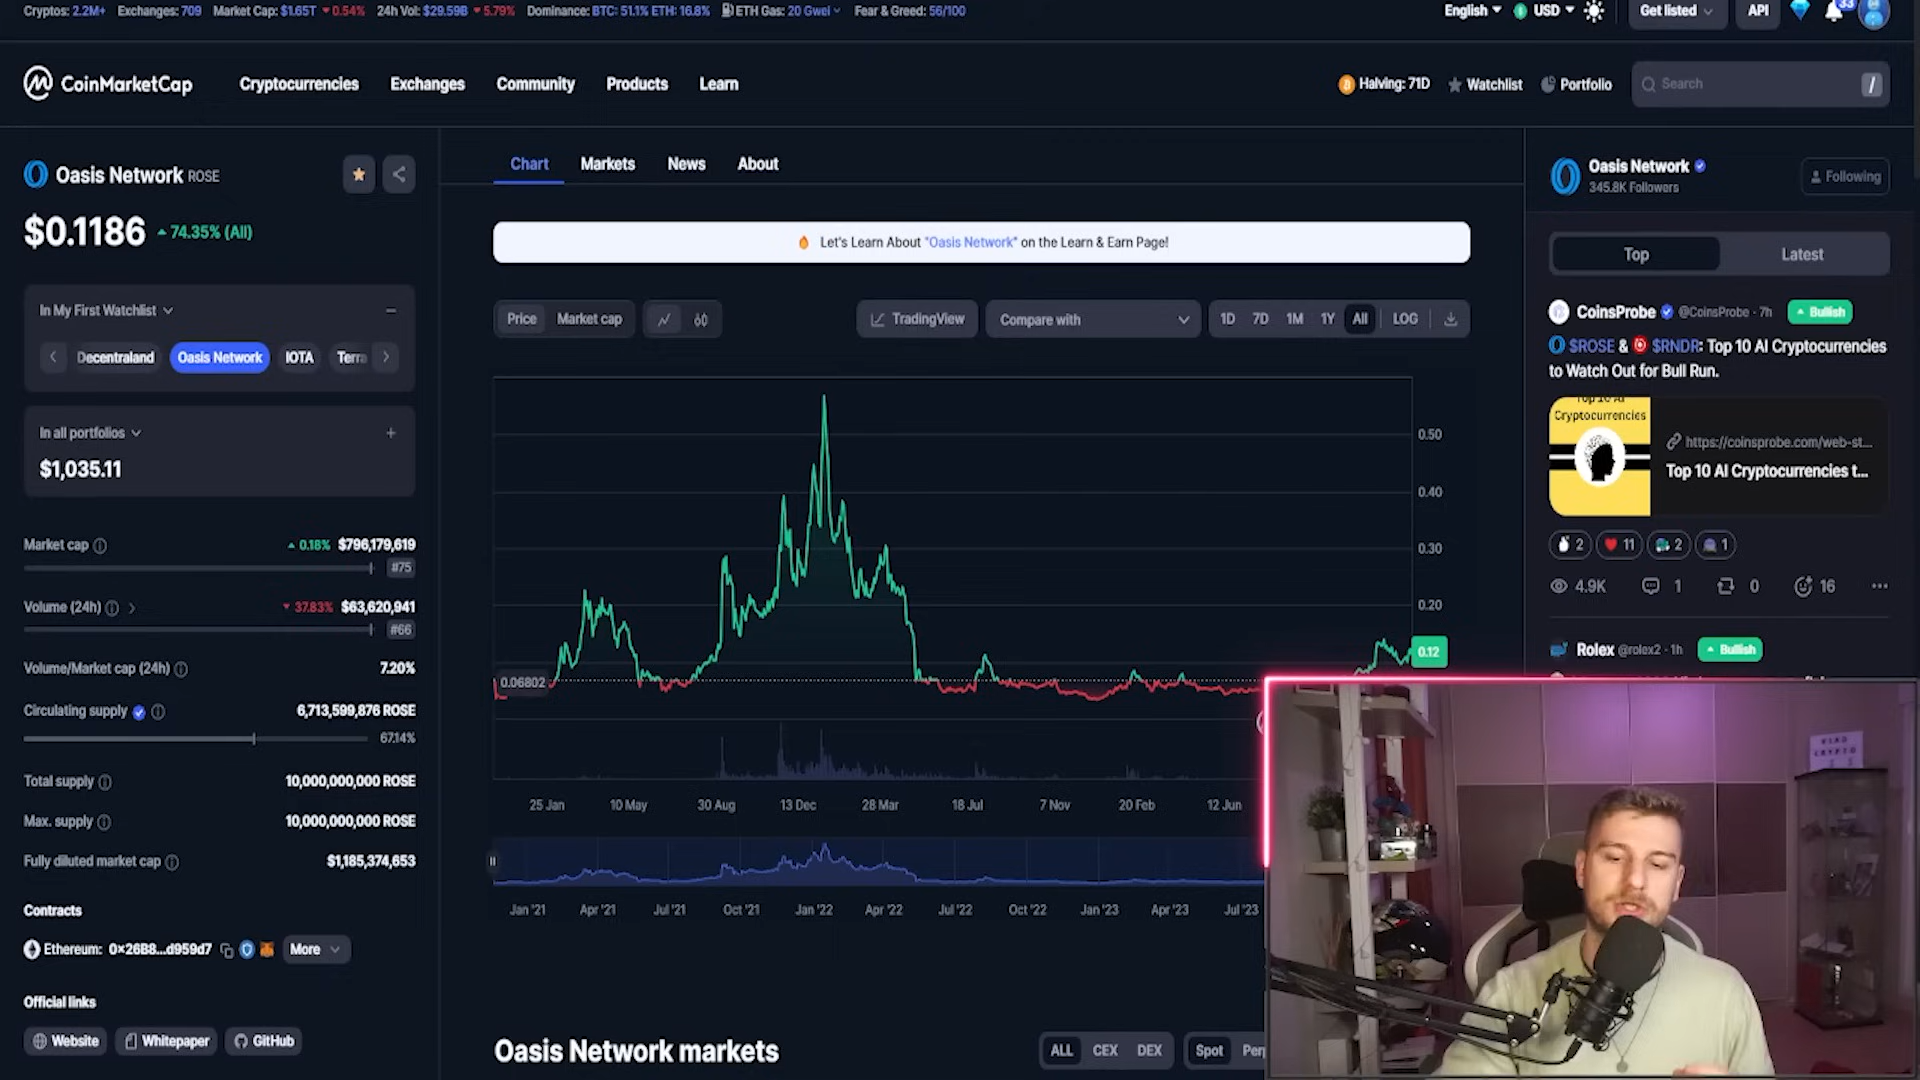 Cryptos: 2.2M+ Exchanges: 709 Market Cap: $1.65T 0.54% 24h Vol: $29.59B 5.79% Dominance: BTC: 51.1% ETH: 16.8% ETH Gas: 20 Gwei Fear & Greed: 56/100
English USD Get listed API 33
CoinMarketCap Cryptocurrencies Exchanges Community Products Learn
Halving: 71D Watchlist Portfolio Search /
Oasis Network ROSE
$0.1186 74.35% (All)
In My First Watchlist
Decentraland Oasis Network IOTA Terra
In all portfolios +
$1,035.11
Market cap 0.18% $796,179,619
#75
Volume (24h) 37.83% $63,620,941
#66
Volume/Market cap (24h) 7.20%
Circulating supply 6,713,599,876 ROSE
67.14%
Total supply 10,000,000,000 ROSE
Max. supply 10,000,000,000 ROSE
Fully diluted market cap $1,185,374,653
Contracts
Ethereum: 0x26B8...d959d7 More
Official links
Website Whitepaper GitHub
Chart Markets News About
Let's Learn About "Oasis Network" on the Learn & Earn Page!
Price Market cap TradingView Compare with 1D 7D 1M 1Y All LOG
0.50
0.40
0.30
0.20
0.12
0.06802
25 Jan 10 May 30 Aug 13 Dec 28 Mar 18 Jul 7 Nov 20 Feb 12 Jun
Jan '21 Apr '21 Jul '21 Oct '21 Jan '22 Apr '22 Jul '22 Oct '22 Jan '23 Apr '23 Jul '23
Oasis Network markets ALL CEX DEX Spot Perp
Oasis Network
345.8K Followers
Following
Top Latest
CoinsProbe @CoinsProbe · 7h Bullish
$ROSE & $RNDR: Top 10 AI Cryptocurrencies
to Watch Out for Bull Run.
Top 10 AI
Cryptocurrencies
https://coinsprobe.com/web-st...
Top 10 AI Cryptocurrencies t...
2 11 2 1
4.9K 1 0 16 ...
Rolex @rolex2 · 1h Bullish